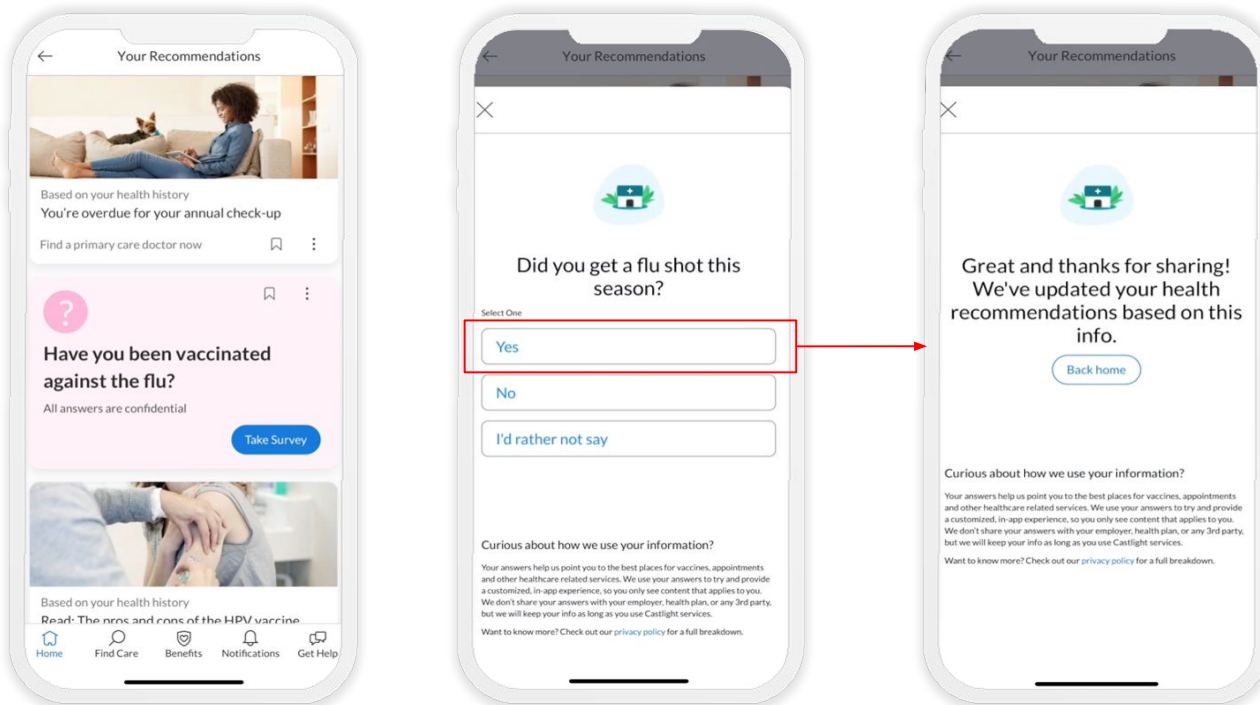 Your Recommendations
Based on your health history
You're overdue for your annual check-up
Find a primary care doctor now
?
Have you been vaccinated
against the flu?
All answers are confidential
Take Survey
Based on your health history
Read: The pros and cons of the HPV vaccine
Home
Find Care
Benefits
Notifications
Get Help
Your Recommendations
Did you get a flu shot this
season?
Select One
Yes
No
I'd rather not say
Curious about how we use your information?
Your answers help us point you to the best places for vaccines, appointments
and other healthcare related services. We use your answers to try and provide
a customized, in-app experience, so you only see content that applies to you.
We don't share your answers with your employer, health plan, or any 3rd party,
but we will keep your info as long as you use Castlight services.
Want to know more? Check out our privacy policy for a full breakdown.
Your Recommendations
Great and thanks for sharing!
We've updated your health
recommendations based on this
info.
Back home
Curious about how we use your information?
Your answers help us point you to the best places for vaccines, appointments
and other healthcare related services. We use your answers to try and provide
a customized, in-app experience, so you only see content that applies to you.
We don't share your answers with your employer, health plan, or any 3rd party,
but we will keep your info as long as you use Castlight services.
Want to know more? Check out our privacy policy for a full breakdown.